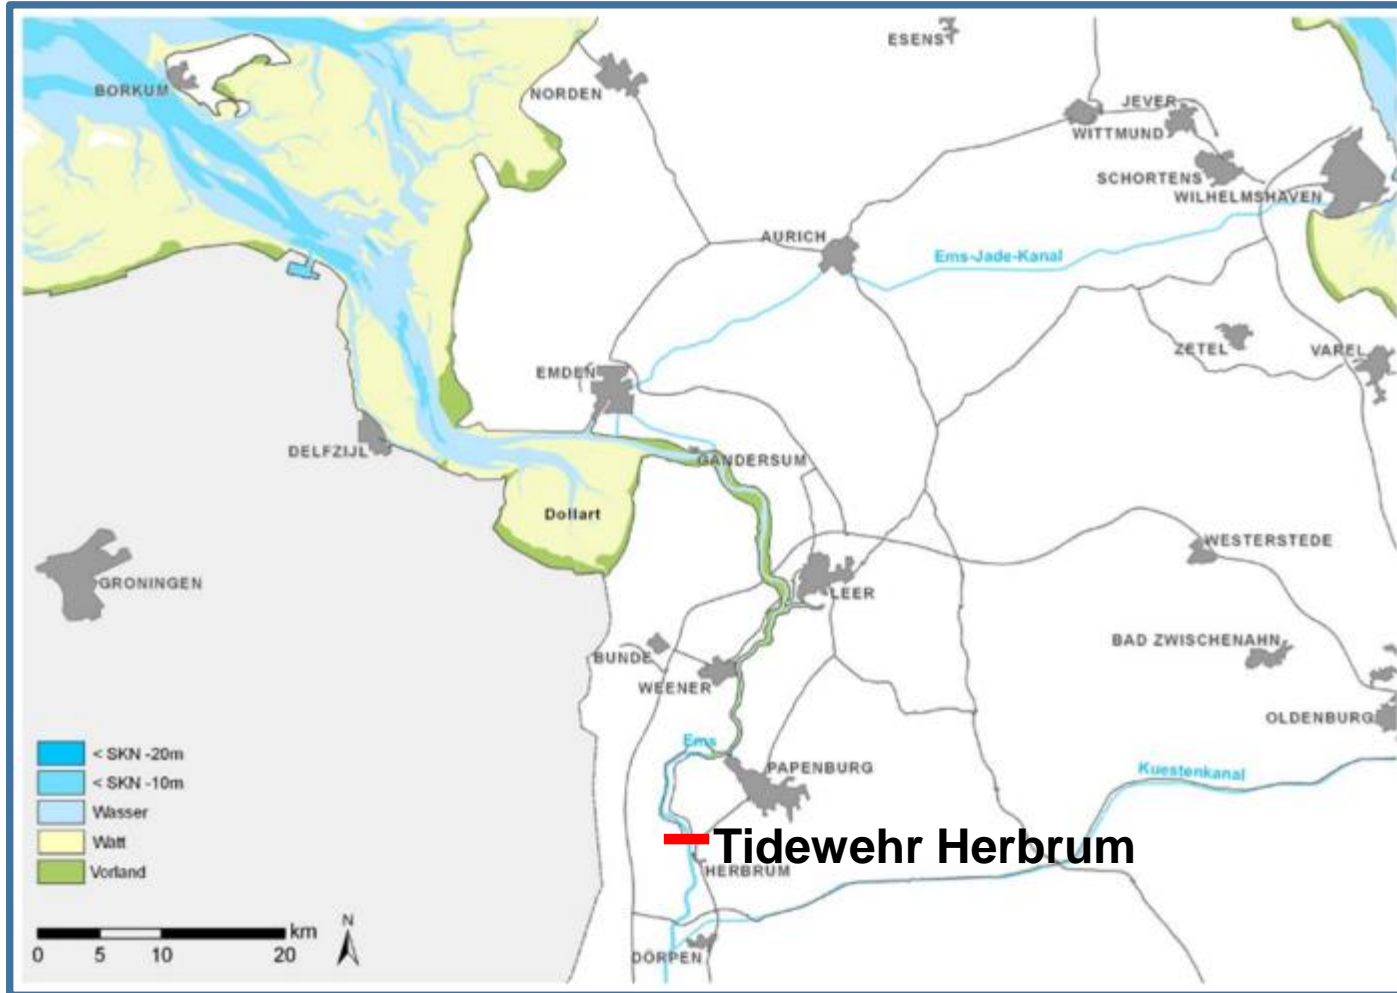 ESENS
BORKUM
NORDEN
JEVER
WITTMUND
SCHORTENS
WILHELMSHAVEN
AURICH
Ems-Jade-Kanal
ZETEL
VAREL
EMDEN
DELFZIJL
GANDERSUM
Dollart
WESTERSTEDE
GRONINGEN
LEER
BAD ZWISCHENAHN
BUNDE
WEENER
OLDENBURG
Ems
PAPENBURG
Kuestenkanal
< SKN -20m
< SKN -10m
Wasser
Watt
Vorland
Tidewehr Herbrum
HERBRUM
km
N
0 5 10 20
DÖRPEN